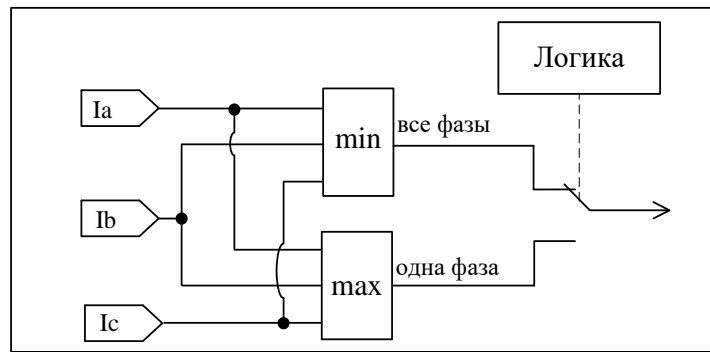 Логика
Ia
min
все фазы
Ib
max
одна фаза
Ic